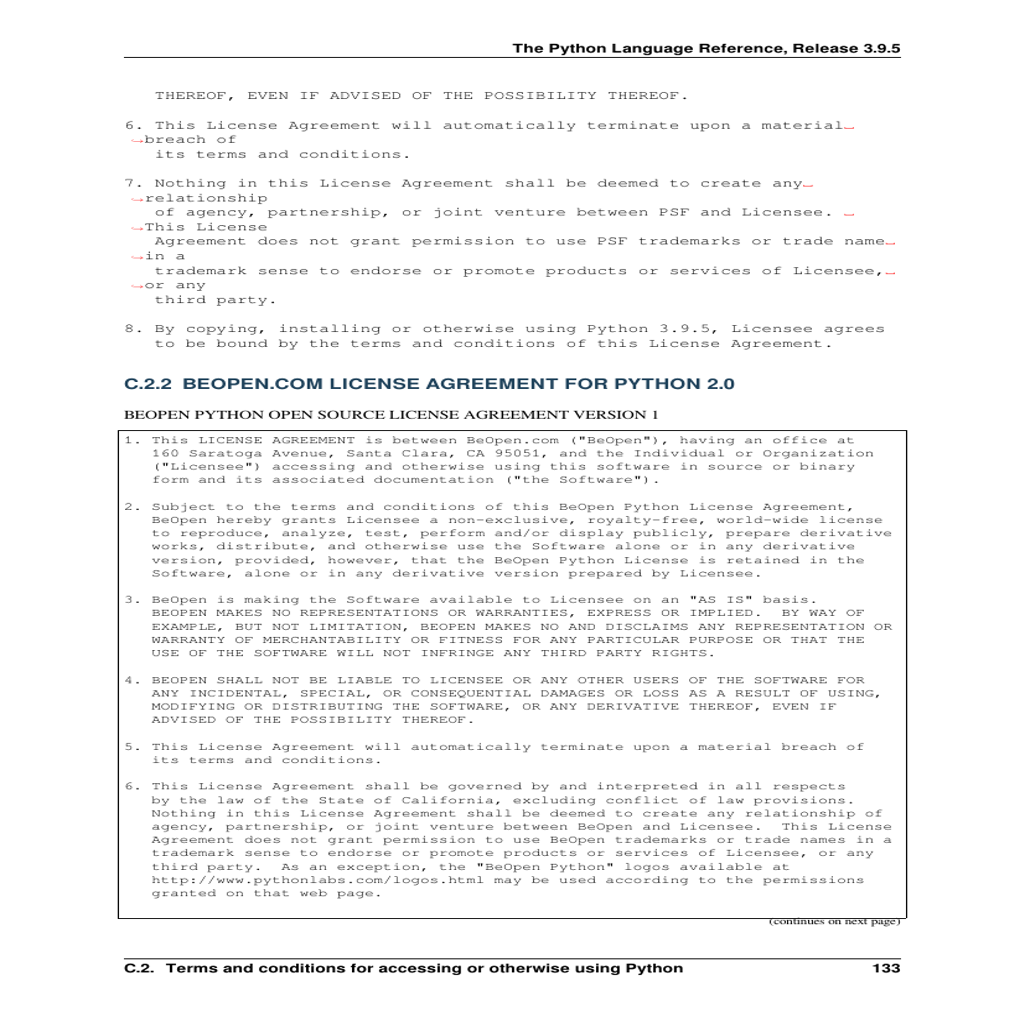 The Python Language Reference, Release 3.9.5
THEREOF, EVEN IF ADVISED OF THE POSSIBILITY THEREOF.
6. This License Agreement will automatically terminate upon a material␣
↪breach of
its terms and conditions.
7. Nothing in this License Agreement shall be deemed to create any␣
↪relationship
of agency, partnership, or joint venture between PSF and Licensee. ␣
↪This License
Agreement does not grant permission to use PSF trademarks or trade name␣
↪in a
trademark sense to endorse or promote products or services of Licensee,␣
↪or any
third party.
8. By copying, installing or otherwise using Python 3.9.5, Licensee agrees
to be bound by the terms and conditions of this License Agreement.
C.2.2 BEOPEN.COM LICENSE AGREEMENT FOR PYTHON 2.0
BEOPEN PYTHON OPEN SOURCE LICENSE AGREEMENT VERSION 1
1. This LICENSE AGREEMENT is between BeOpen.com ("BeOpen"), having an office at
160 Saratoga Avenue, Santa Clara, CA 95051, and the Individual or Organization
("Licensee") accessing and otherwise using this software in source or binary
form and its associated documentation ("the Software").
2. Subject to the terms and conditions of this BeOpen Python License Agreement,
BeOpen hereby grants Licensee a non-exclusive, royalty-free, world-wide license
to reproduce, analyze, test, perform and/or display publicly, prepare derivative
works, distribute, and otherwise use the Software alone or in any derivative
version, provided, however, that the BeOpen Python License is retained in the
Software, alone or in any derivative version prepared by Licensee.
3. BeOpen is making the Software available to Licensee on an "AS IS" basis.
BEOPEN MAKES NO REPRESENTATIONS OR WARRANTIES, EXPRESS OR IMPLIED.  BY WAY OF
EXAMPLE, BUT NOT LIMITATION, BEOPEN MAKES NO AND DISCLAIMS ANY REPRESENTATION OR
WARRANTY OF MERCHANTABILITY OR FITNESS FOR ANY PARTICULAR PURPOSE OR THAT THE
USE OF THE SOFTWARE WILL NOT INFRINGE ANY THIRD PARTY RIGHTS.
4. BEOPEN SHALL NOT BE LIABLE TO LICENSEE OR ANY OTHER USERS OF THE SOFTWARE FOR
ANY INCIDENTAL, SPECIAL, OR CONSEQUENTIAL DAMAGES OR LOSS AS A RESULT OF USING,
MODIFYING OR DISTRIBUTING THE SOFTWARE, OR ANY DERIVATIVE THEREOF, EVEN IF
ADVISED OF THE POSSIBILITY THEREOF.
5. This License Agreement will automatically terminate upon a material breach of
its terms and conditions.
6. This License Agreement shall be governed by and interpreted in all respects
by the law of the State of California, excluding conflict of law provisions.
Nothing in this License Agreement shall be deemed to create any relationship of
agency, partnership, or joint venture between BeOpen and Licensee.  This License
Agreement does not grant permission to use BeOpen trademarks or trade names in a
trademark sense to endorse or promote products or services of Licensee, or any
third party.  As an exception, the "BeOpen Python" logos available at
http://www.pythonlabs.com/logos.html may be used according to the permissions
granted on that web page.
(continues on next page)
C.2. Terms and conditions for accessing or otherwise using Python 133